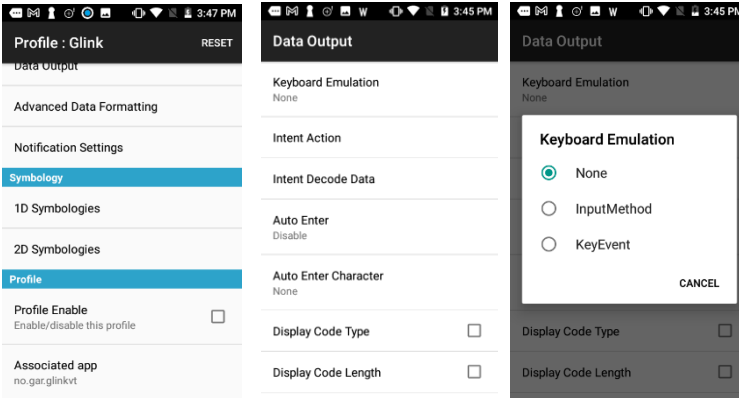 3:47 PM
Profile : Glink
RESET
Data Output
Advanced Data Formatting
Notification Settings
Symbology
1D Symbologies
2D Symbologies
Profile
Profile Enable
Enable/disable this profile
Associated app
no.gar.glinkvt
W
3:45 PM
Data Output
Keyboard Emulation
None
Intent Action
Intent Decode Data
Auto Enter
Disable
Auto Enter Character
None
Display Code Type
Display Code Length
W
3:45 PM
Data Output
Keyboard Emulation
None
Keyboard Emulation
None
InputMethod
KeyEvent
CANCEL
Display Code Type
Display Code Length